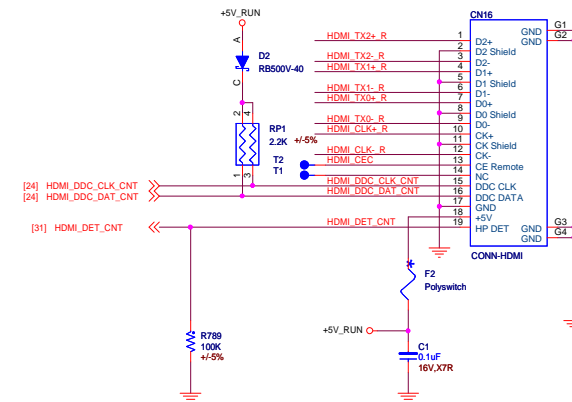 +5V_RUN
A
D2
RB500V-40
C
2
4
RP1
2.2K
+/-5%
1
3
T2
T1
[24] HDMI_DDC_CLK_CNT
[24] HDMI_DDC_DAT_CNT
[31] HDMI_DET_CNT
R789
100K
+/-5%
CN16
HDMI_TX2+_R 1 D2+
2 D2 Shield
HDMI_TX2-_R 3 D2-
HDMI_TX1+_R 4 D1+
5 D1 Shield
HDMI_TX1-_R 6 D1-
HDMI_TX0+_R 7 D0+
8 D0 Shield
HDMI_TX0-_R 9 D0-
HDMI_CLK+_R 10 CK+
11 CK Shield
HDMI_CLK-_R 12 CK-
HDMI_CEC 13 CE Remote
14 NC
HDMI_DDC_CLK_CNT 15 DDC CLK
HDMI_DDC_DAT_CNT 16 DDC DATA
17 GND
18 +5V
HDMI_DET_CNT 19 HP DET
GND G1
GND G2
GND G3
GND G4
CONN-HDMI
*
F2
Polyswitch
+5V_RUN
C1
0.1uF
16V,X7R